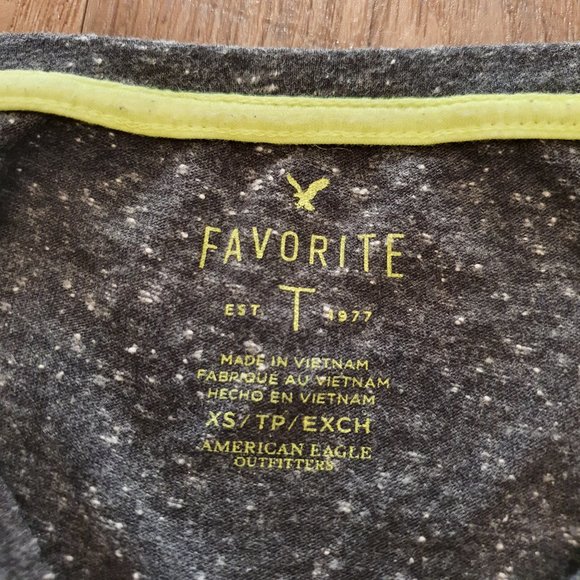 FAVORITE
EST T 1977
MADE IN VIETNAM
FABRIQUÉ AU VIETNAM
HECHO EN VIETNAM
XS/TP/EXCH
AMERICAN EAGLE
OUTFITTERS